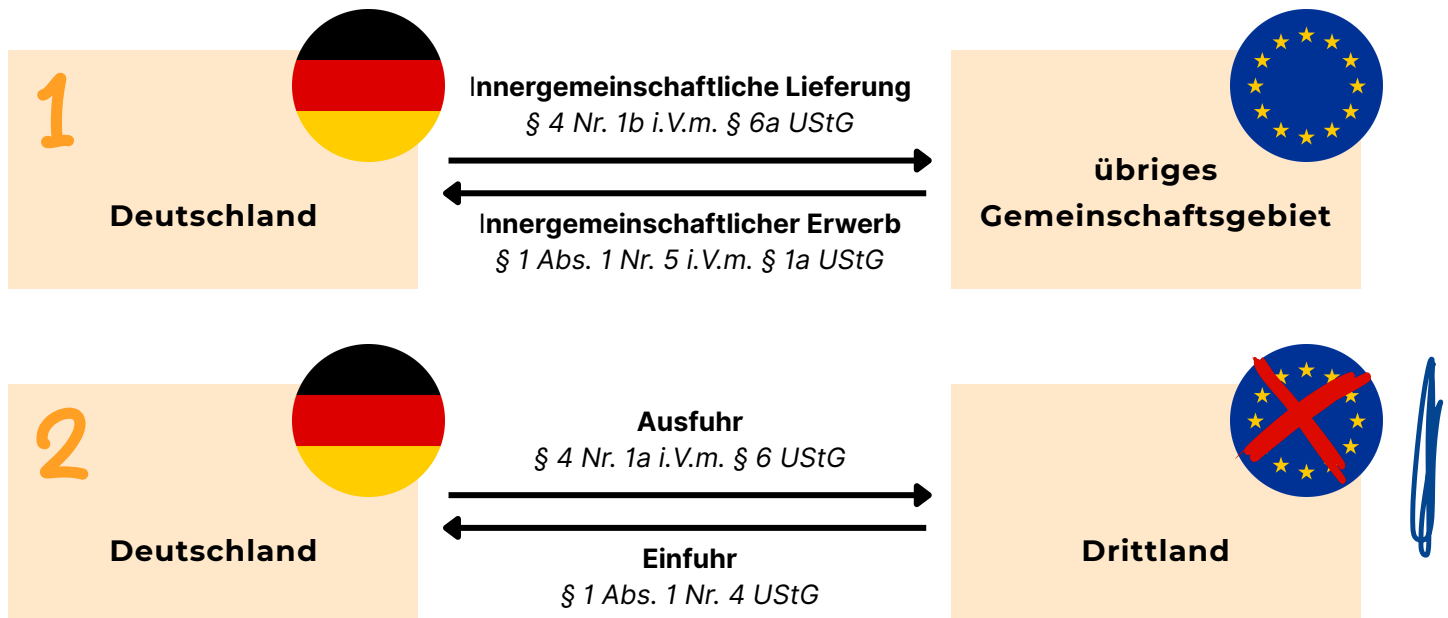 1
Innergemeinschaftliche Lieferung
§ 4 Nr. 1b i.V.m. § 6a UStG
Deutschland
übriges
Gemeinschaftsgebiet
Innergemeinschaftlicher Erwerb
§ 1 Abs. 1 Nr. 5 i.V.m. § 1a UStG
2
Ausfuhr
§ 4 Nr. 1a i.V.m. § 6 UStG
Deutschland
Drittland
Einfuhr
§ 1 Abs. 1 Nr. 4 UStG